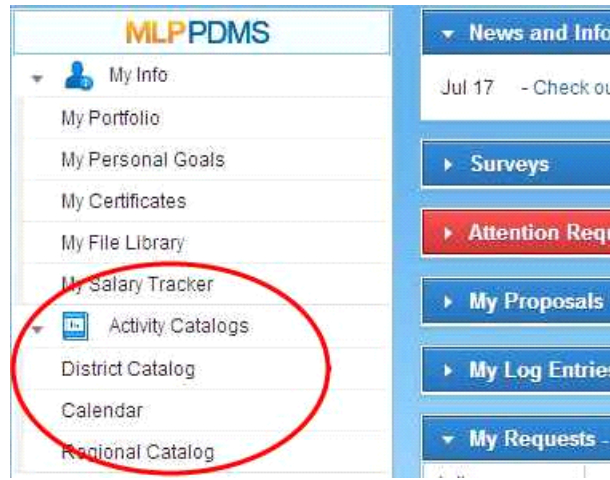 MLPPDMS
My Info
My Portfolio
My Personal Goals
My Certificates
My File Library
My Salary Tracker
Activity Catalogs
District Catalog
Calendar
Regional Catalog
News and Info
Jul 17 - Check ou
Surveys
Attention Requ
My Proposals
My Log Entries
My Requests -